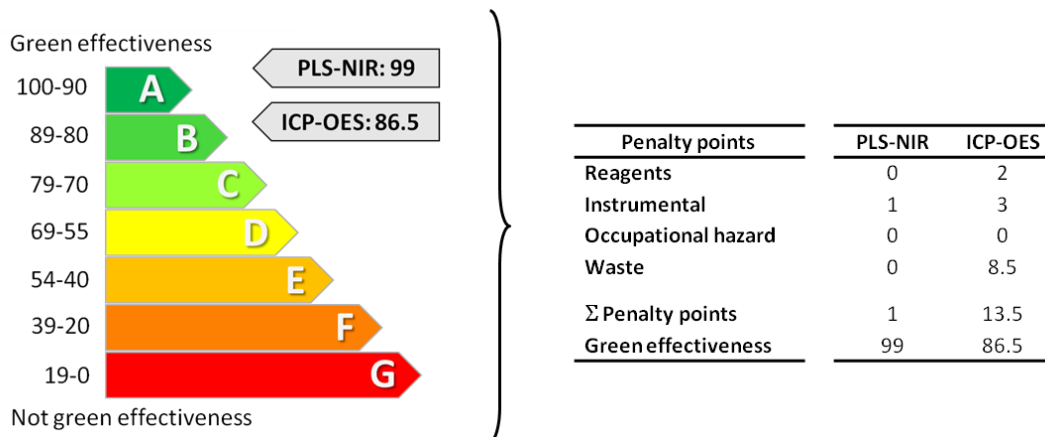 Green effectiveness
100-90 A PLS-NIR: 99
89-80 B ICP-OES: 86.5
79-70 C
69-55 D
54-40 E
39-20 F
19-0 G
Not green effectiveness
Penalty points PLS-NIR ICP-OES
Reagents 0 2
Instrumental 1 3
Occupational hazard 0 0
Waste 0 8.5
Σ Penalty points 1 13.5
Green effectiveness 99 86.5